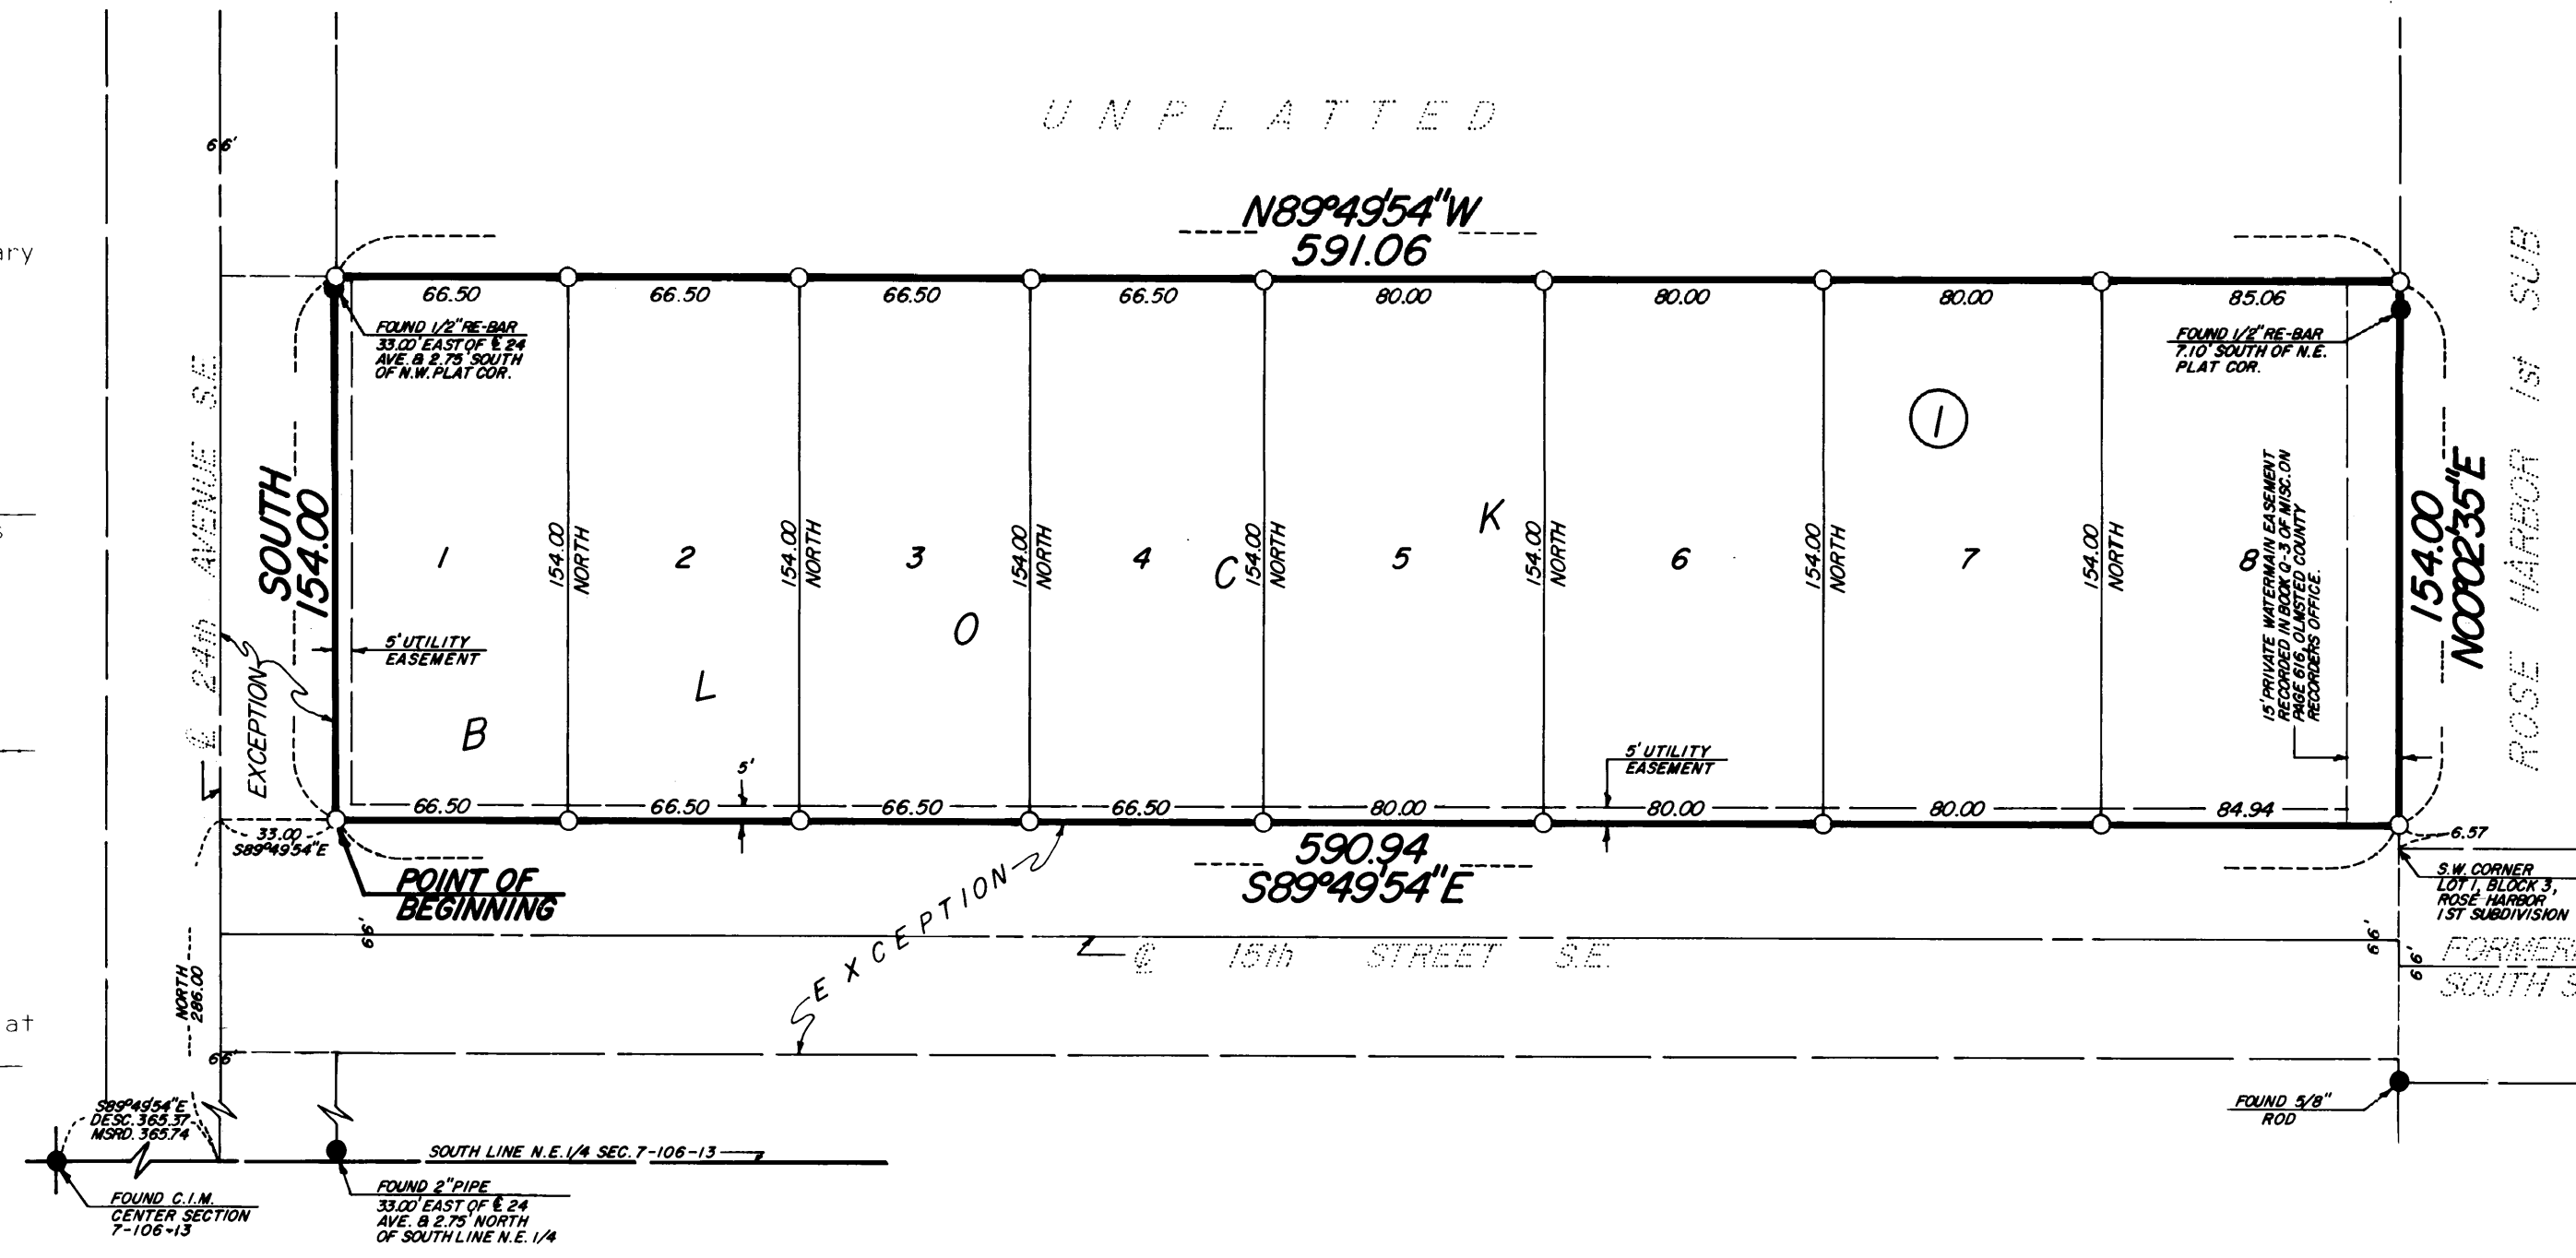 UNPLATTED
66'
ary
N89°49'54"W
591.06
66.50
66.50
66.50
66.50
80.00
80.00
80.00
85.06
FOUND 1/2" RE-BAR
33.00' EAST OF ℄ 24
AVE. & 2.75' SOUTH
OF N.W. PLAT COR.
FOUND 1/2" RE-BAR
7.10' SOUTH OF N.E.
PLAT COR.
1
℄ 24th AVENUE S.E.
EXCEPTION
SOUTH
154.00
1
154.00
NORTH
2
154.00
NORTH
3
154.00
NORTH
4
154.00
NORTH
5
154.00
NORTH
6
154.00
NORTH
7
154.00
NORTH
8
B L O C K
15' PRIVATE WATERMAIN EASEMENT
RECORDED IN BOOK Q-3 OF MISC. ON
PAGE 616, OLMSTED COUNTY
RECORDERS OFFICE.
154.00
N00°02'35"E
ROSE HARBOR 1st SUB
5' UTILITY
EASEMENT
5'
5' UTILITY
EASEMENT
66.50
66.50
66.50
66.50
80.00
80.00
80.00
84.94
33.00
S89°49'54"E
590.94
S89°49'54"E
6.57
POINT OF
BEGINNING
EXCEPTION
S.W. CORNER
LOT 1, BLOCK 3,
ROSE HARBOR
1ST SUBDIVISION
66'
℄ 15th STREET S.E.
66'
66'
SOUTH S
NORTH
286.00
at
66'
S89°49'54"E
DESC. 365.37
MSRD. 365.74
SOUTH LINE N.E. 1/4 SEC. 7-106-13
FOUND 5/8"
ROD
FOUND C.I.M.
CENTER SECTION
7-106-13
FOUND 2" PIPE
33.00' EAST OF ℄ 24
AVE. & 2.75' NORTH
OF SOUTH LINE N.E. 1/4